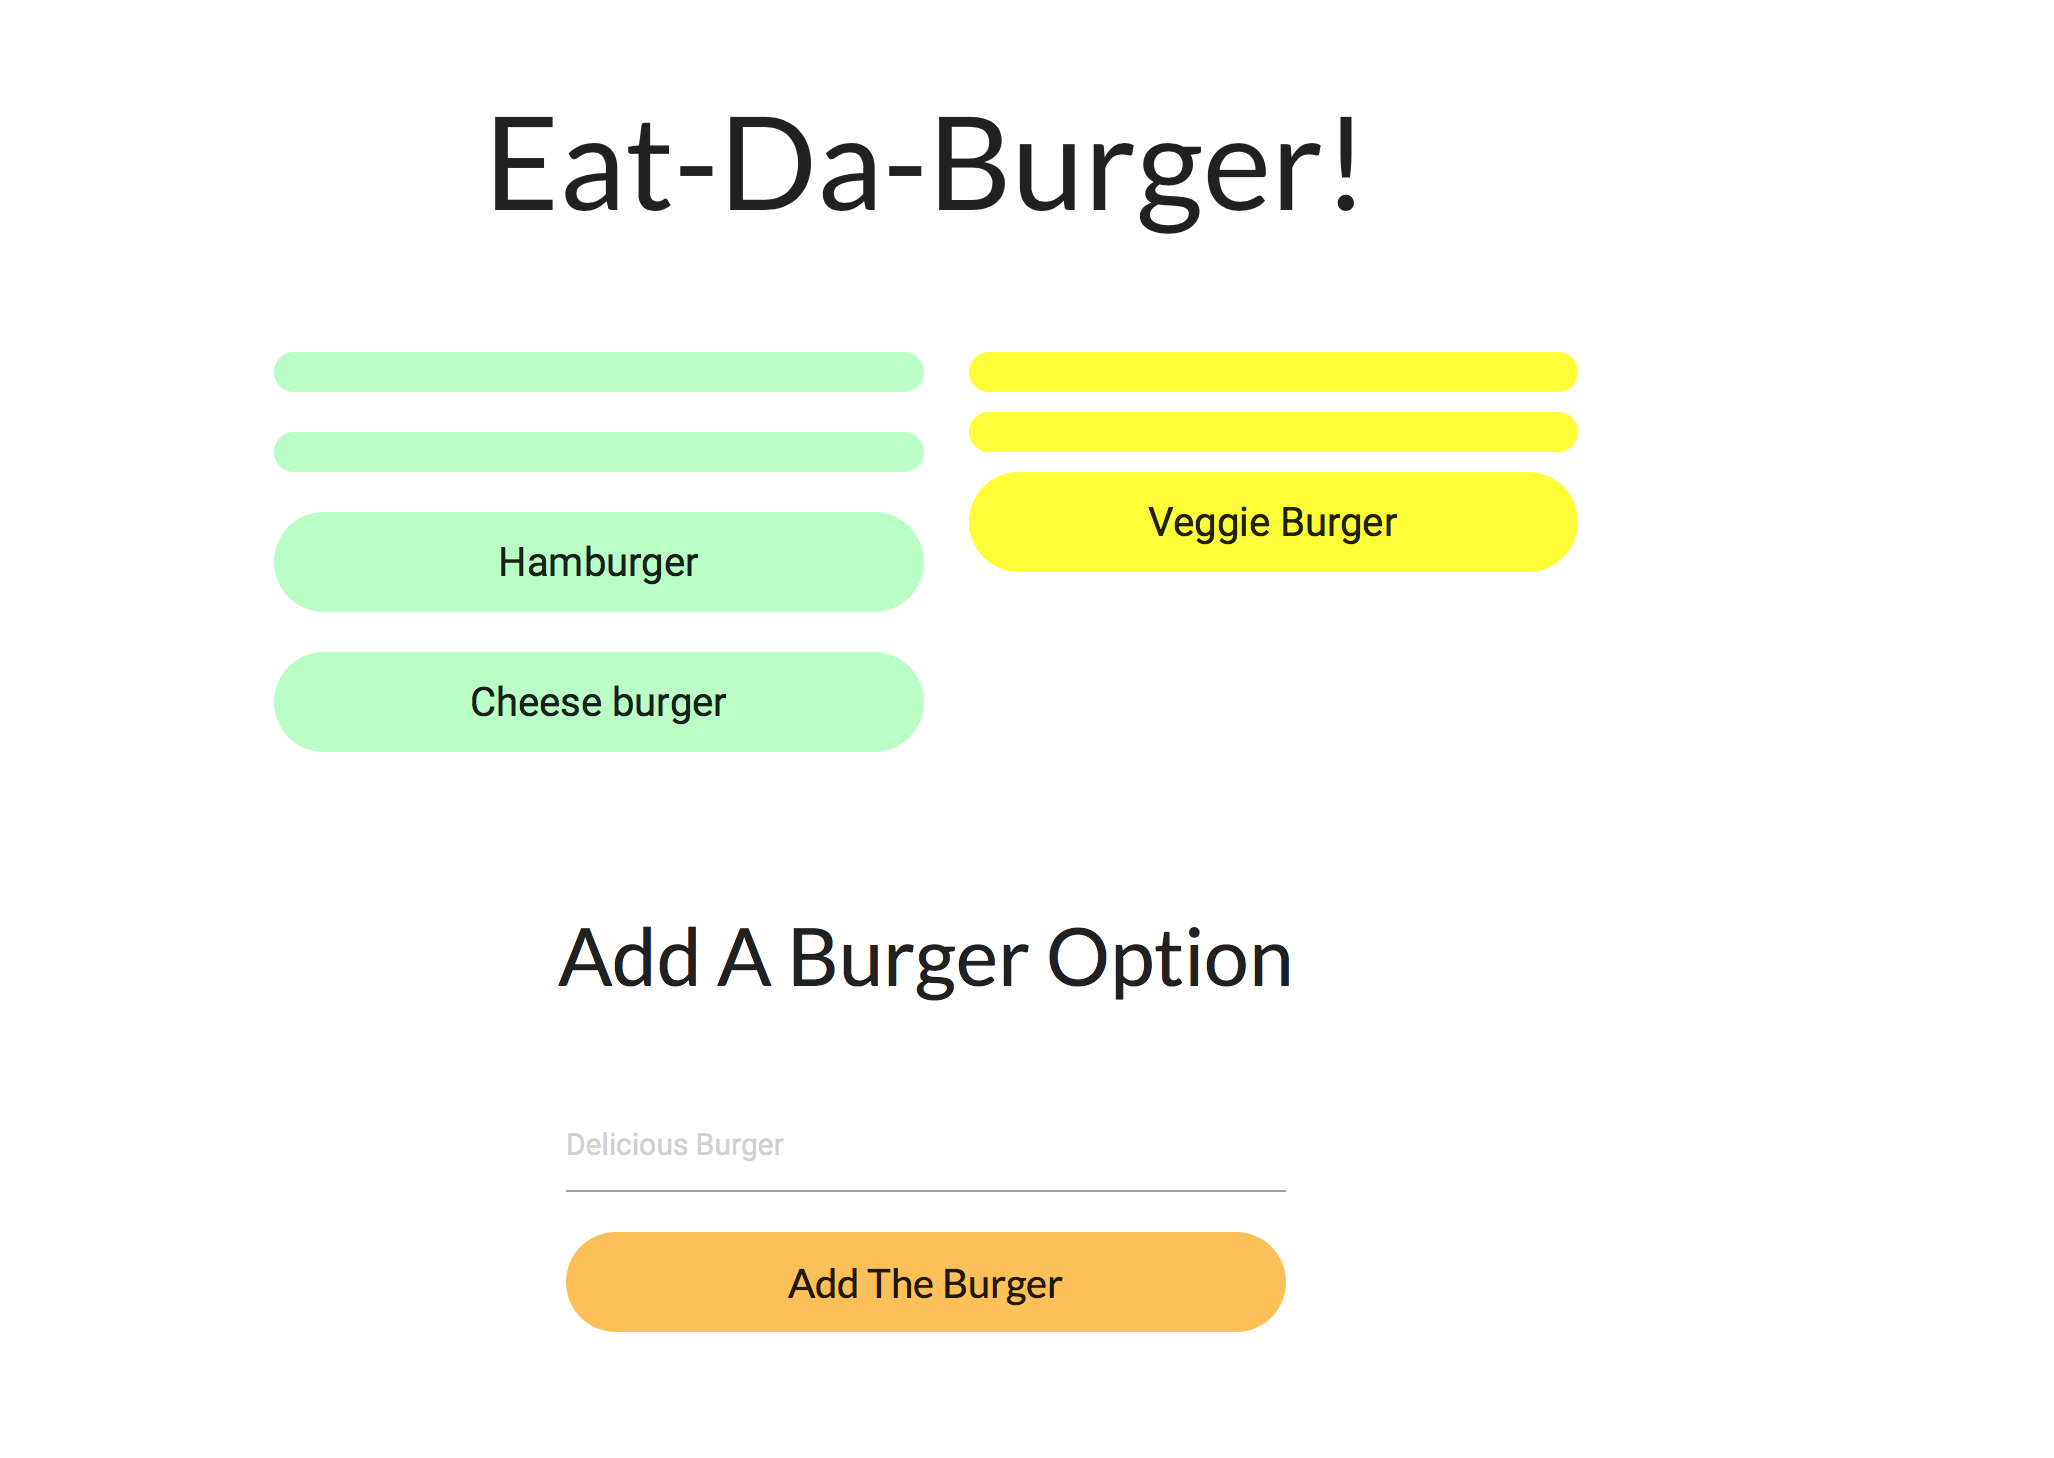 Eat-Da-Burger!
Hamburger
Cheese burger
Veggie Burger
Add A Burger Option
Delicious Burger
Add The Burger